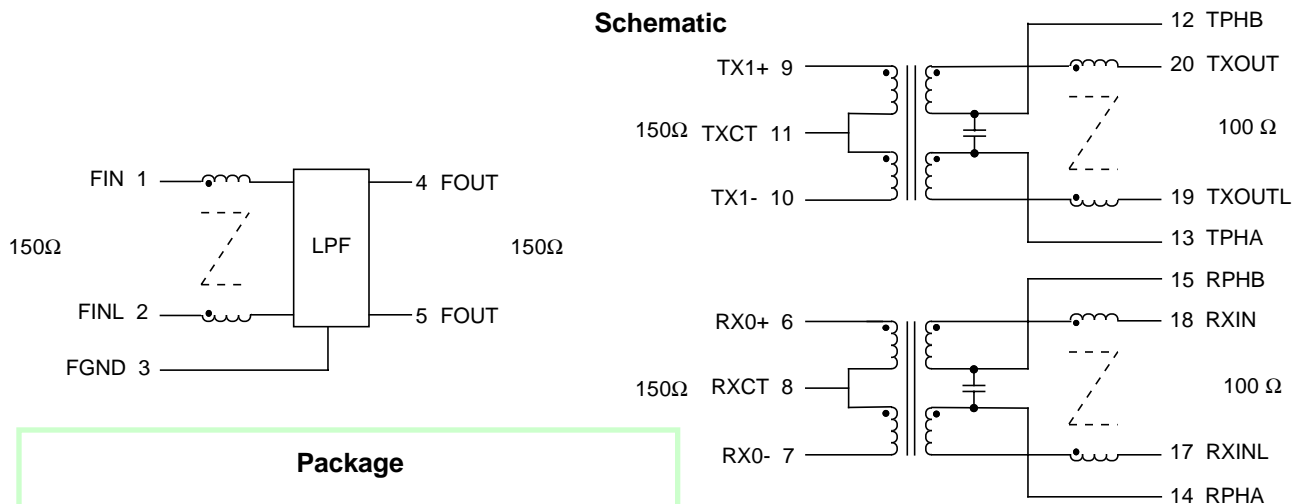 Schematic
FIN 1
4 FOUT
150Ω
LPF
150Ω
FINL 2
5 FOUT
FGND 3
12 TPHB
TX1+ 9
20 TXOUT
150Ω
TXCT 11
100 Ω
TX1- 10
19 TXOUTL
13 TPHA
15 RPHB
RX0+ 6
18 RXIN
150Ω
RXCT 8
100 Ω
RX0- 7
17 RXINL
14 RPHA
Package